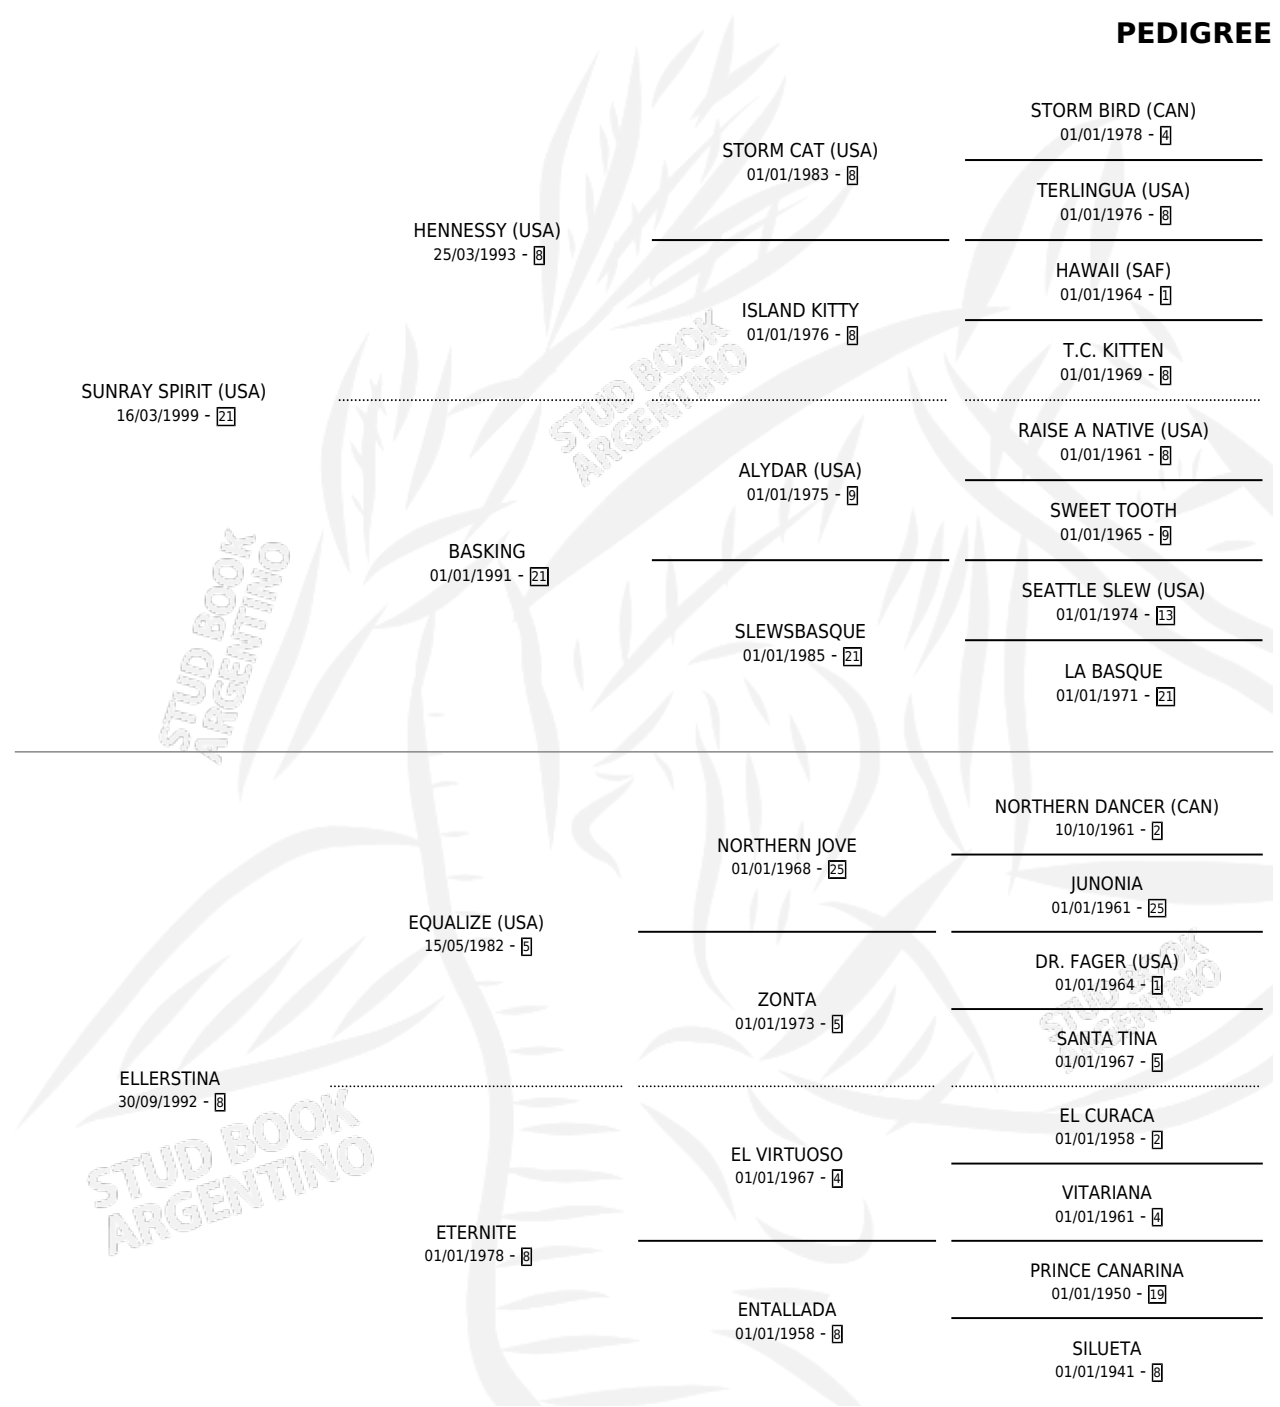 PEDIGREE
STORM BIRD (CAN)
01/01/1978 - 4
STORM CAT (USA)
01/01/1983 - 8
TERLINGUA (USA)
01/01/1976 - 8
HENNESSY (USA)
25/03/1993 - 8
HAWAII (SAF)
01/01/1964 - 1
ISLAND KITTY
01/01/1976 - 8
T.C. KITTEN
01/01/1969 - 8
SUNRAY SPIRIT (USA)
16/03/1999 - 21
RAISE A NATIVE (USA)
01/01/1961 - 8
ALYDAR (USA)
01/01/1975 - 9
SWEET TOOTH
01/01/1965 - 9
BASKING
01/01/1991 - 21
SEATTLE SLEW (USA)
01/01/1974 - 13
SLEWSBASQUE
01/01/1985 - 21
LA BASQUE
01/01/1971 - 21
NORTHERN DANCER (CAN)
10/10/1961 - 2
NORTHERN JOVE
01/01/1968 - 25
JUNONIA
01/01/1961 - 25
EQUALIZE (USA)
15/05/1982 - 5
DR. FAGER (USA)
01/01/1964 - 1
ZONTA
01/01/1973 - 5
SANTA TINA
01/01/1967 - 5
ELLERSTINA
30/09/1992 - 8
EL CURACA
01/01/1958 - 2
EL VIRTUOSO
01/01/1967 - 4
VITARIANA
01/01/1961 - 4
ETERNITE
01/01/1978 - 8
PRINCE CANARINA
01/01/1950 - 19
ENTALLADA
01/01/1958 - 8
SILUETA
01/01/1941 - 8
STUD BOOK
ARGENTINO
STUD BOOK
ARGENTINO
STUD BOOK
ARGENTINO
STUD BOOK
ARGENTINO